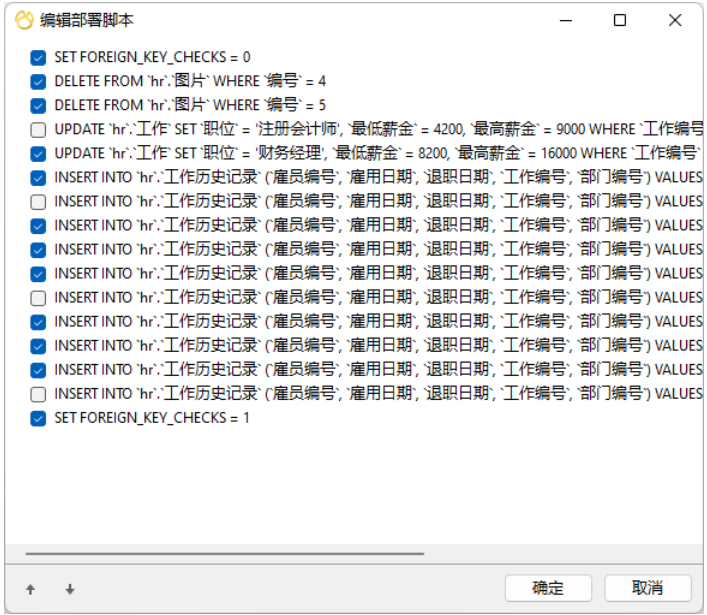 编辑部署脚本
SET FOREIGN_KEY_CHECKS = 0
DELETE FROM `hr`.`图片` WHERE `编号` = 4
DELETE FROM `hr`.`图片` WHERE `编号` = 5
UPDATE `hr`.`工作` SET `职位` = '注册会计师', `最低薪金` = 4200, `最高薪金` = 9000 WHERE `工作编号
UPDATE `hr`.`工作` SET `职位` = '财务经理', `最低薪金` = 8200, `最高薪金` = 16000 WHERE `工作编号`
INSERT INTO `hr`.`工作历史记录` (`雇员编号`, `雇用日期`, `退职日期`, `工作编号`, `部门编号`) VALUES
INSERT INTO `hr`.`工作历史记录` (`雇员编号`, `雇用日期`, `退职日期`, `工作编号`, `部门编号`) VALUES
INSERT INTO `hr`.`工作历史记录` (`雇员编号`, `雇用日期`, `退职日期`, `工作编号`, `部门编号`) VALUES
INSERT INTO `hr`.`工作历史记录` (`雇员编号`, `雇用日期`, `退职日期`, `工作编号`, `部门编号`) VALUES
INSERT INTO `hr`.`工作历史记录` (`雇员编号`, `雇用日期`, `退职日期`, `工作编号`, `部门编号`) VALUES
INSERT INTO `hr`.`工作历史记录` (`雇员编号`, `雇用日期`, `退职日期`, `工作编号`, `部门编号`) VALUES
INSERT INTO `hr`.`工作历史记录` (`雇员编号`, `雇用日期`, `退职日期`, `工作编号`, `部门编号`) VALUES
INSERT INTO `hr`.`工作历史记录` (`雇员编号`, `雇用日期`, `退职日期`, `工作编号`, `部门编号`) VALUES
INSERT INTO `hr`.`工作历史记录` (`雇员编号`, `雇用日期`, `退职日期`, `工作编号`, `部门编号`) VALUES
INSERT INTO `hr`.`工作历史记录` (`雇员编号`, `雇用日期`, `退职日期`, `工作编号`, `部门编号`) VALUES
SET FOREIGN_KEY_CHECKS = 1
确定 取消